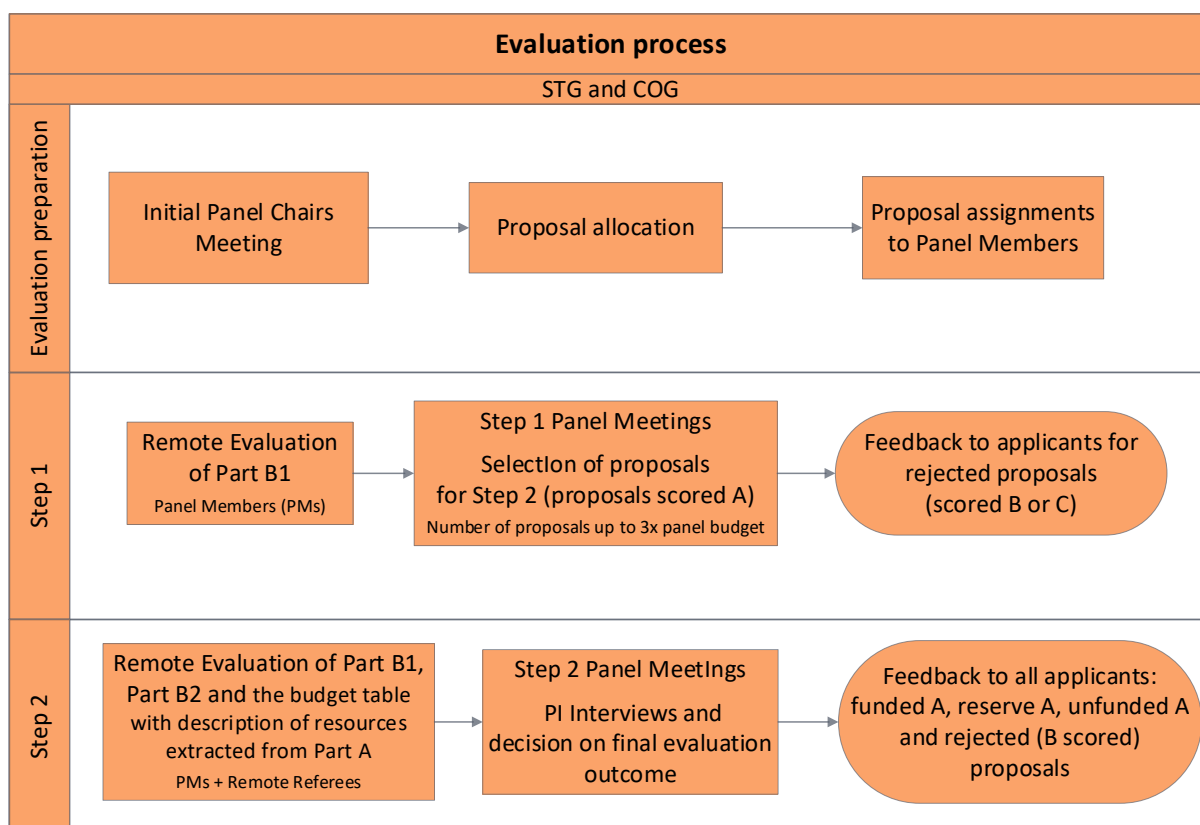 Evaluation process
STG and COG
Evaluation preparation
Initial Panel Chairs
Meeting
Proposal allocation
Proposal assignments
to Panel Members
Step 1
Remote Evaluation
of Part B1
Panel Members (PMs)
Step 1 Panel Meetings
SelectIon of proposals
for Step 2 (proposals scored A)
Number of proposals up to 3x panel budget
Feedback to applicants for
rejected proposals
(scored B or C)
Step 2
Remote Evaluation of Part B1,
Part B2 and the budget table
with description of resources
extracted from Part A
PMs + Remote Referees
Step 2 Panel MeetIngs
PI Interviews and
decision on final evaluation
outcome
Feedback to all applicants:
funded A, reserve A, unfunded A
and rejected (B scored)
proposals